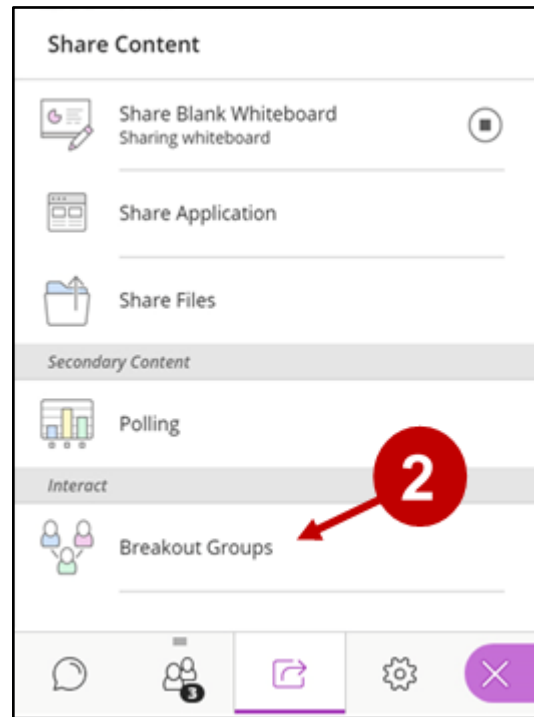 Share Content
Share Blank Whiteboard
Sharing whiteboard
Share Application
Share Files
Secondary Content
Polling
Interact
2
Breakout Groups
3